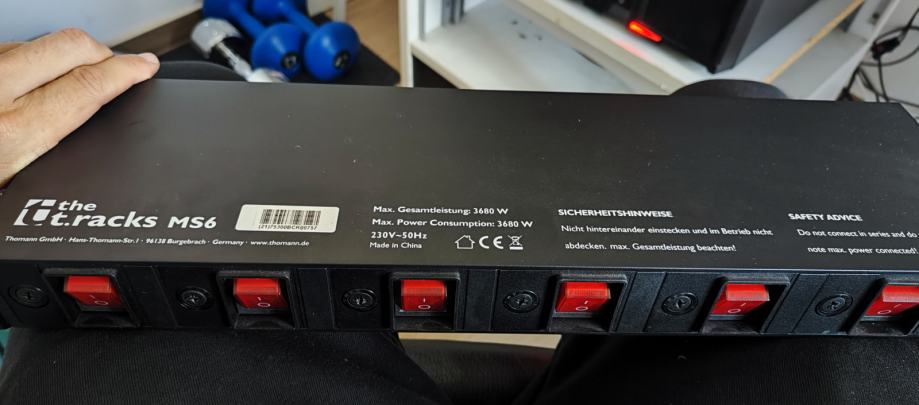 the
t.racks MS6
Thomann GmbH · Hans-Thomann-Str.1 · 96138 Burgebrach · Germany · www.thomann.de
Max. Gesamtleistung: 3680 W
Max. Power Consumption: 3680 W
230V~50Hz
Made in China
CE
SICHERHEITSHINWEISE
Nicht hintereinander einstecken und im Betrieb nicht
abdecken. max. Gesamtleistung beachten!
SAFETY ADVICE
Do not connect in series and do
note max. power connected!